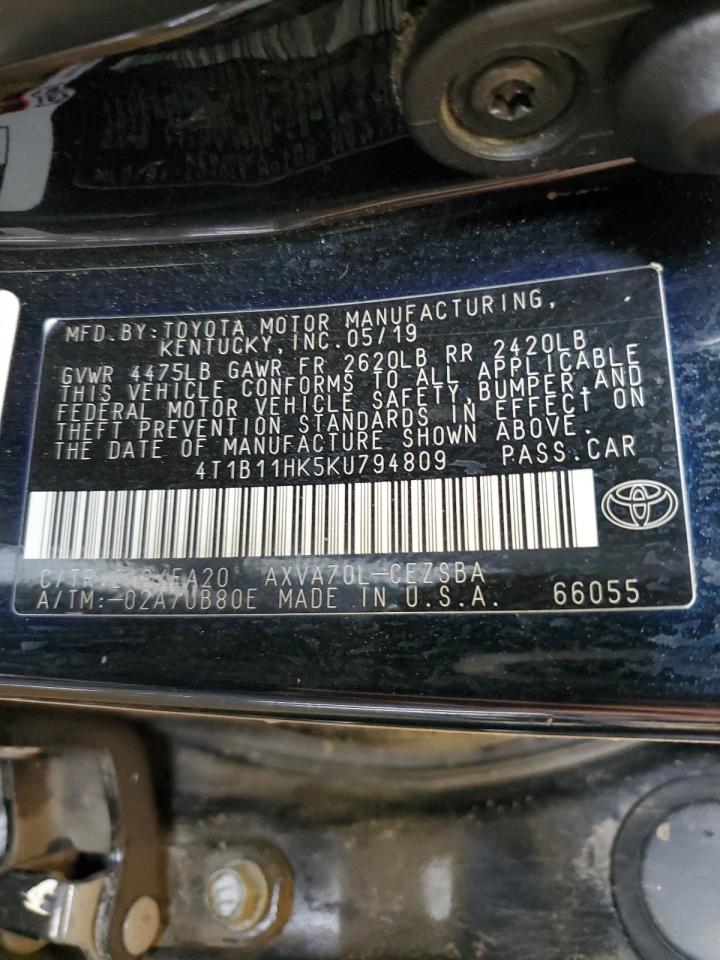 MFD.BY:TOYOTA MOTOR MANUFACTURING,
KENTUCKY, INC.05/19
GVWR 4475LB GAWR FR 2620LB RR 2420LB
THIS VEHICLE CONFORMS TO ALL APPLICABLE
FEDERAL MOTOR VEHICLE SAFETY,BUMPER,AND
THEFT PREVENTION STANDARDS IN EFFECT ON
THE DATE OF MANUFACTURE SHOWN ABOVE.
4T1B11HK5KU794809 PASS.CAR
C/TR: AXVA70L-CEZSBA
A/TM:-02A/UB80E MADE IN U.S.A. 66055